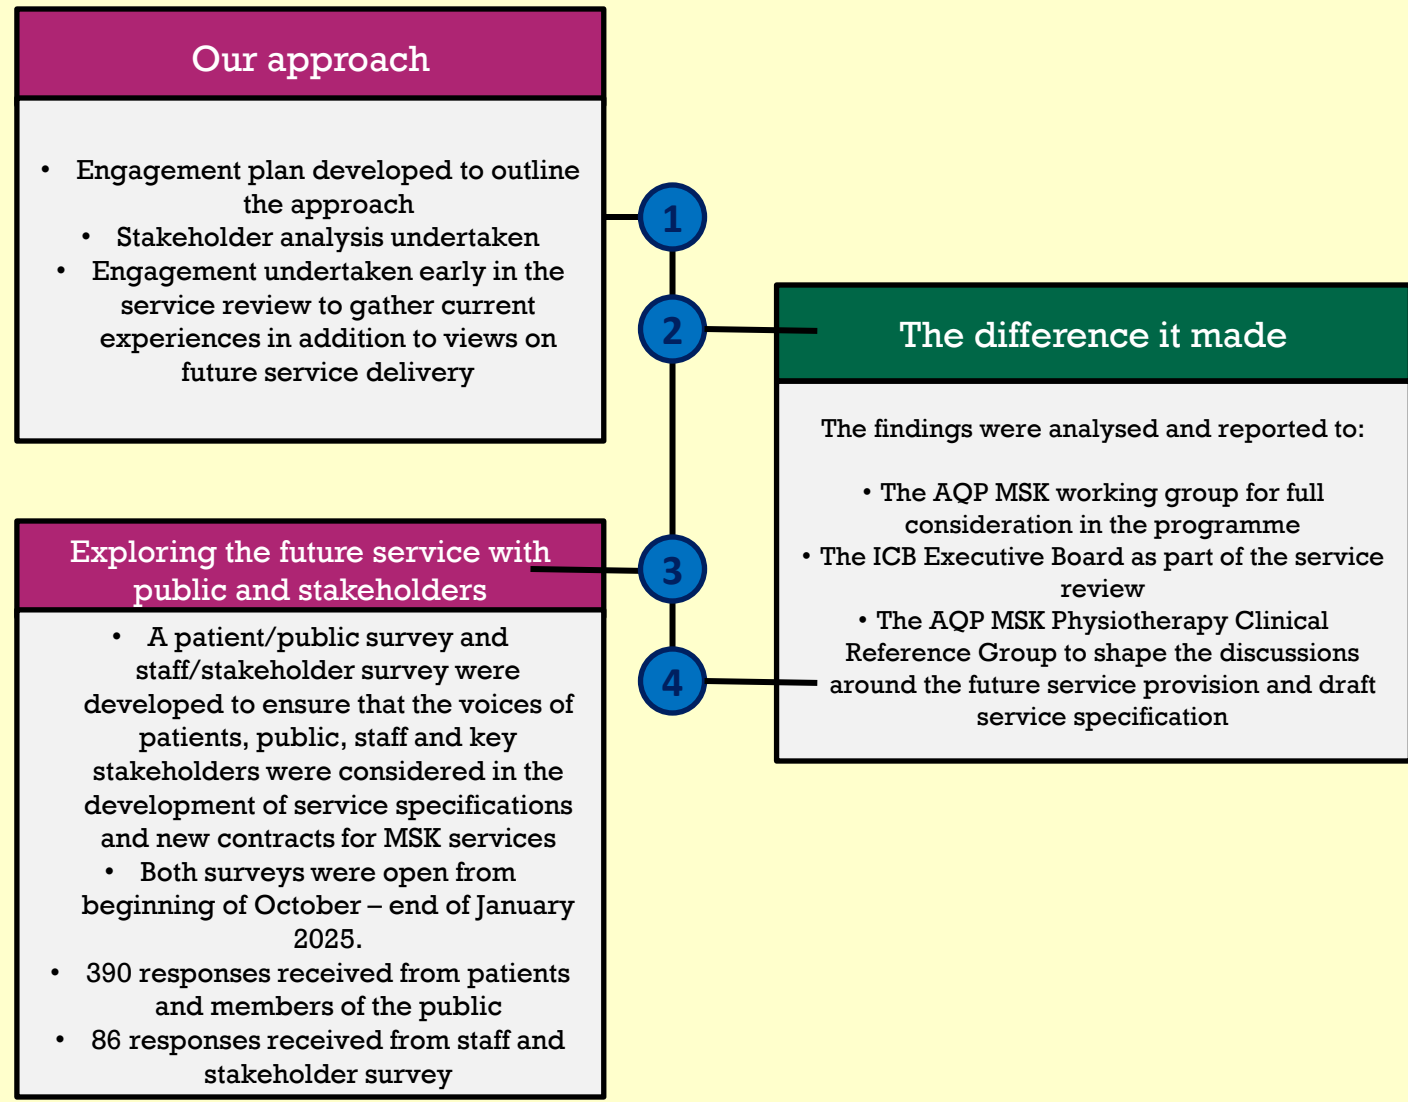 Our approach
• Engagement plan developed to outline
the approach
• Stakeholder analysis undertaken
• Engagement undertaken early in the
service review to gather current
experiences in addition to views on
future service delivery
1
2
The difference it made
The findings were analysed and reported to:
• The AQP MSK working group for full
consideration in the programme
• The ICB Executive Board as part of the service
review
• The AQP MSK Physiotherapy Clinical
Reference Group to shape the discussions
around the future service provision and draft
service specification
3
Exploring the future service with
public and stakeholders
• A patient/public survey and
staff/stakeholder survey were
developed to ensure that the voices of
patients, public, staff and key
stakeholders were considered in the
development of service specifications
and new contracts for MSK services
• Both surveys were open from
beginning of October – end of January
2025.
• 390 responses received from patients
and members of the public
• 86 responses received from staff and
stakeholder survey
4